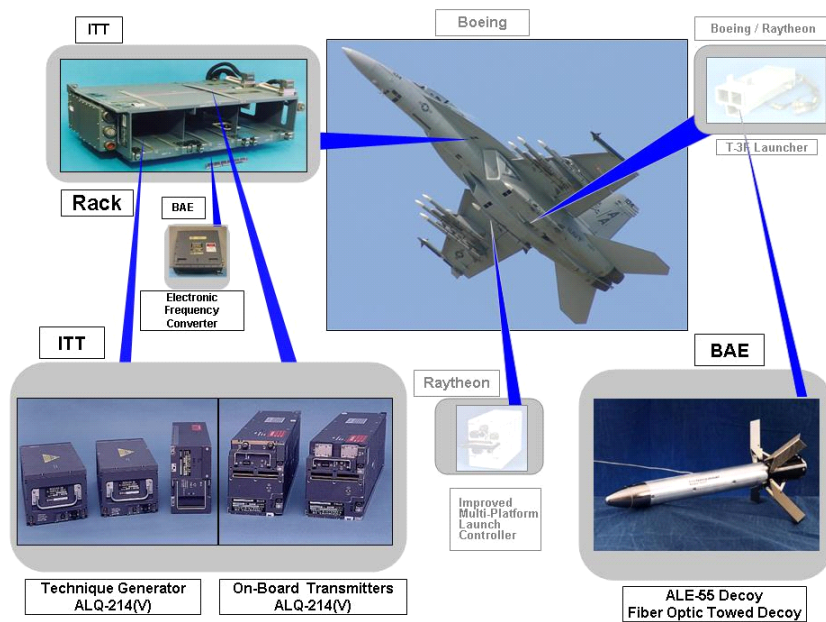 ITT
Boeing
Boeing / Raytheon
T-3F Launcher
Rack
BAE
Electronic
Frequency
Converter
ITT
Raytheon
BAE
Improved
Multi-Platform
Launch
Controller
Technique Generator
ALQ-214(V)
On-Board Transmitters
ALQ-214(V)
ALE-55 Decoy
Fiber Optic Towed Decoy